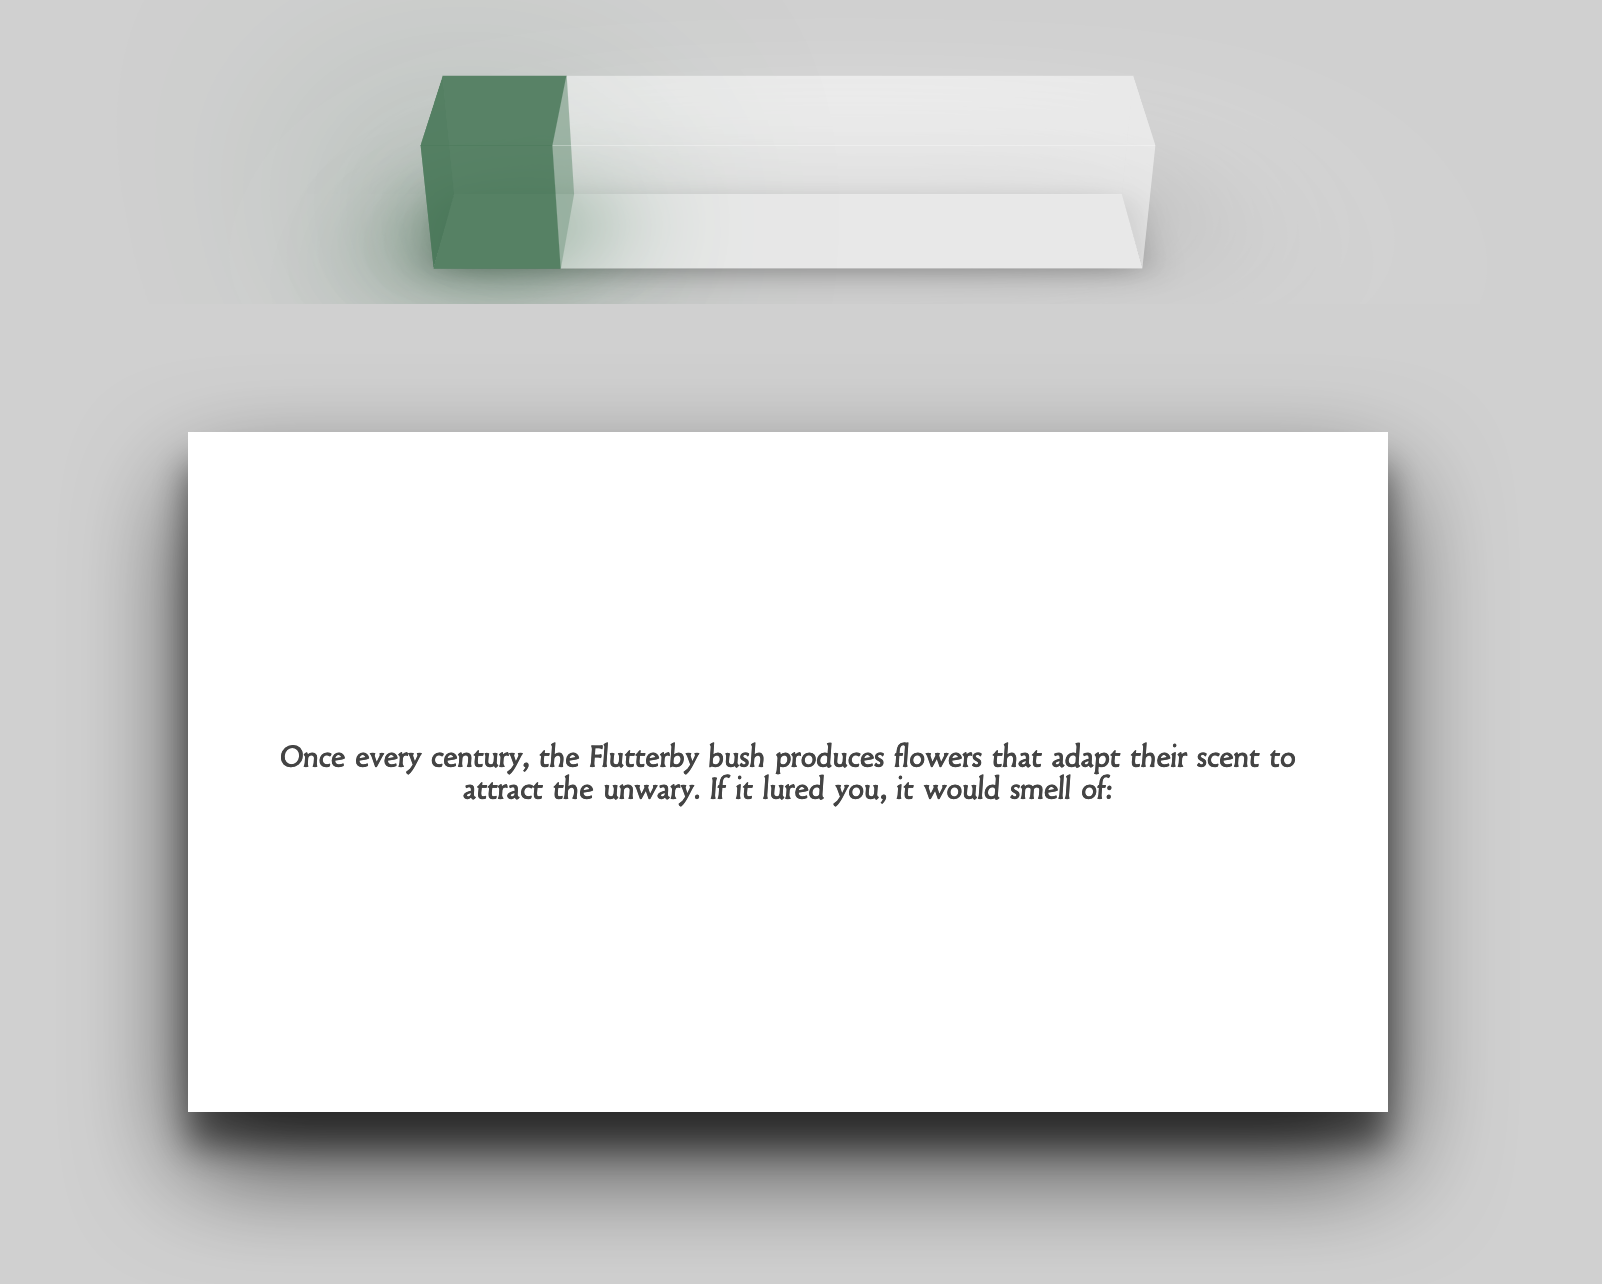 Once every century, the Flutterby bush produces flowers that adapt their scent to
attract the unwary. If it lured you, it would smell of: